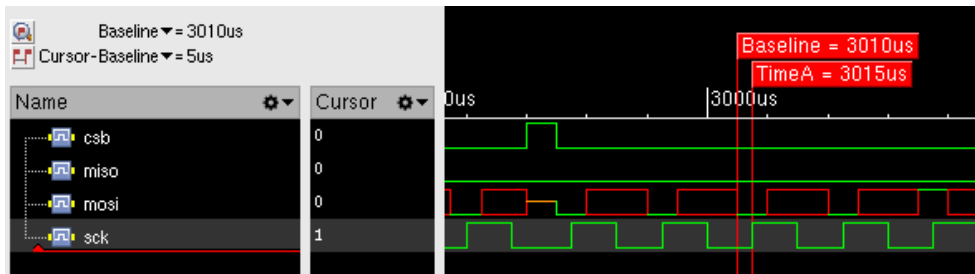 Baseline▼= 3010us
Cursor-Baseline▼= 5us
Baseline = 3010us
TimeA = 3015us
Name
Cursor
0us
3000us
csb
0
miso
0
mosi
0
sck
1